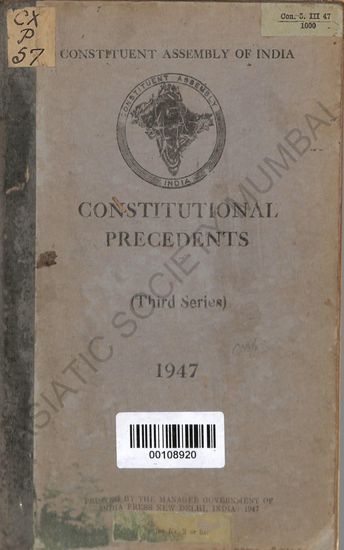 CX
P
57
Con. 5. III 47
1000
CONSTITUENT ASSEMBLY OF INDIA
CONSTITUENT ASSEMBLY
INDIA
CONSTITUTIONAL
PRECEDENTS
(Third Series)
1947
ASIATIC SOCIETY MUMBAI
00108920
PRINTED BY THE MANAGER GOVERNMENT OF
INDIA PRESS NEW DELHI, INDIA 1947